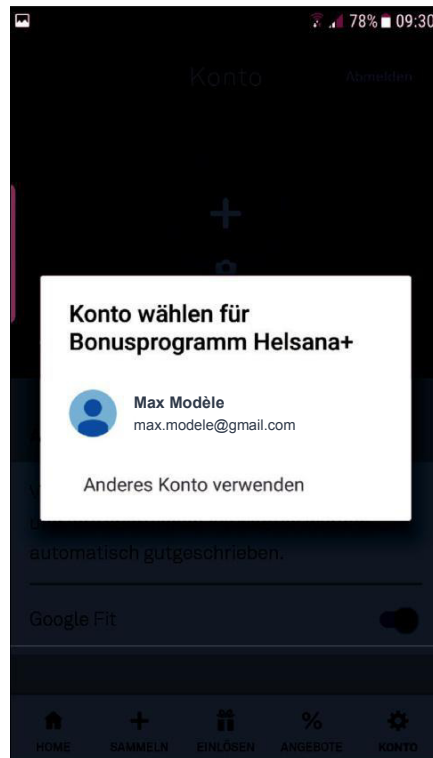 78% 09:30
Konto Abmelden
Konto wählen für
Bonusprogramm Helsana+
Max Modèle
max.modele@gmail.com
Anderes Konto verwenden
automatisch gutgeschrieben.
Google Fit
HOME SAMMELN EINLÖSEN ANGEBOTE KONTO